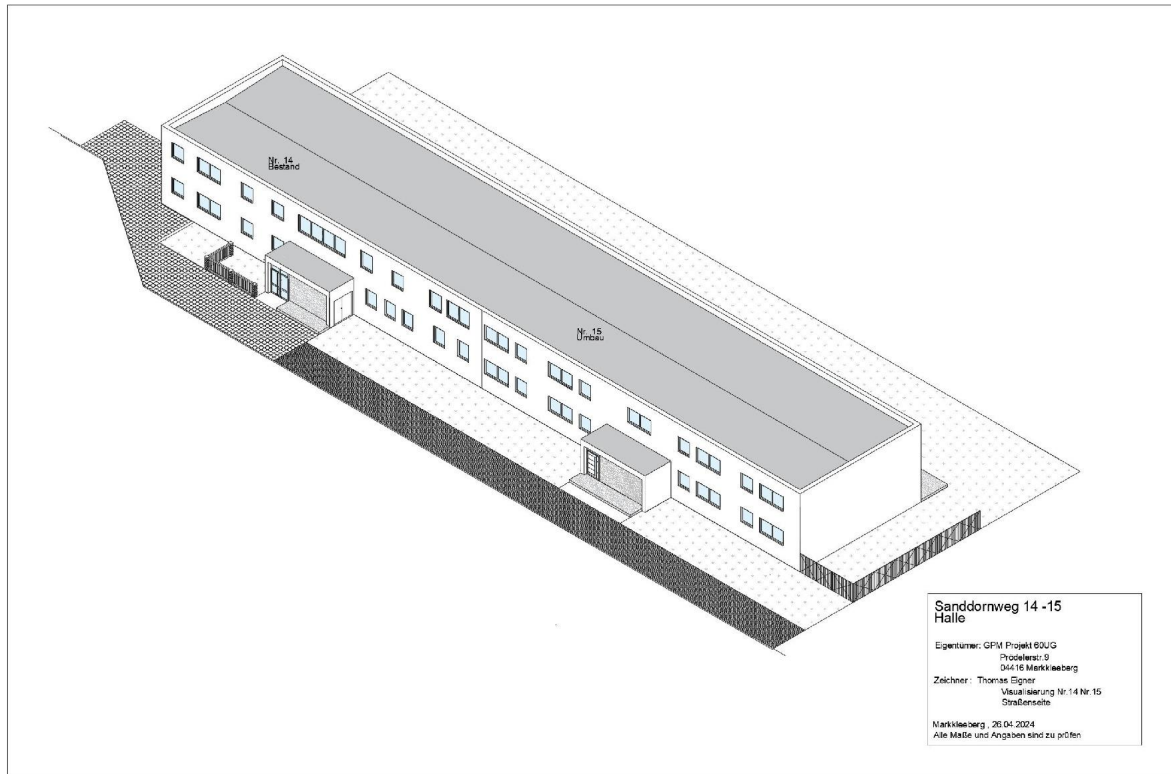 Nr. 14
Bestand
Nr. 15
Umbau
Sanddornweg 14 -15
Halle
Eigentümer: GPM Projekt 60UG
Prödelerstr.9
04416 Markkleeberg
Zeichner : Thomas Eigner
Visualisierung Nr.14 Nr.15
Straßenseite
Markkleeberg , 26.04.2024
Alle Maße und Angaben sind zu prüfen